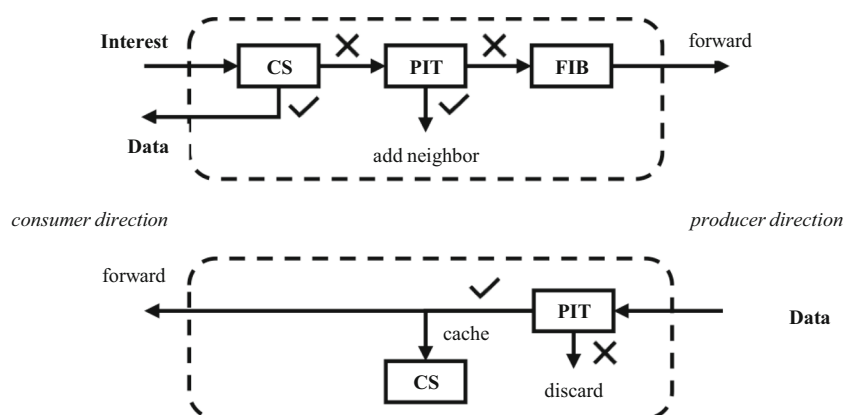 Interest
forward
CS
PIT
FIB
Data
add neighbor
consumer direction
producer direction
forward
PIT
Data
cache
CS
discard